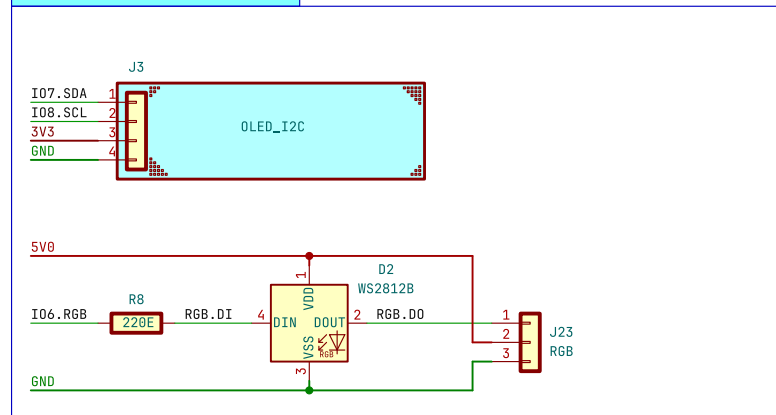 J3
IO7.SDA 1
IO8.SCL 2
3V3 3
GND 4
OLED_I2C
5V0
D2
WS2812B
1
VDD
R8
IO6.RGB 220E RGB.DI 4 DIN DOUT 2 RGB.DO 1
2
3
J23
RGB
RGB
VSS
3
GND